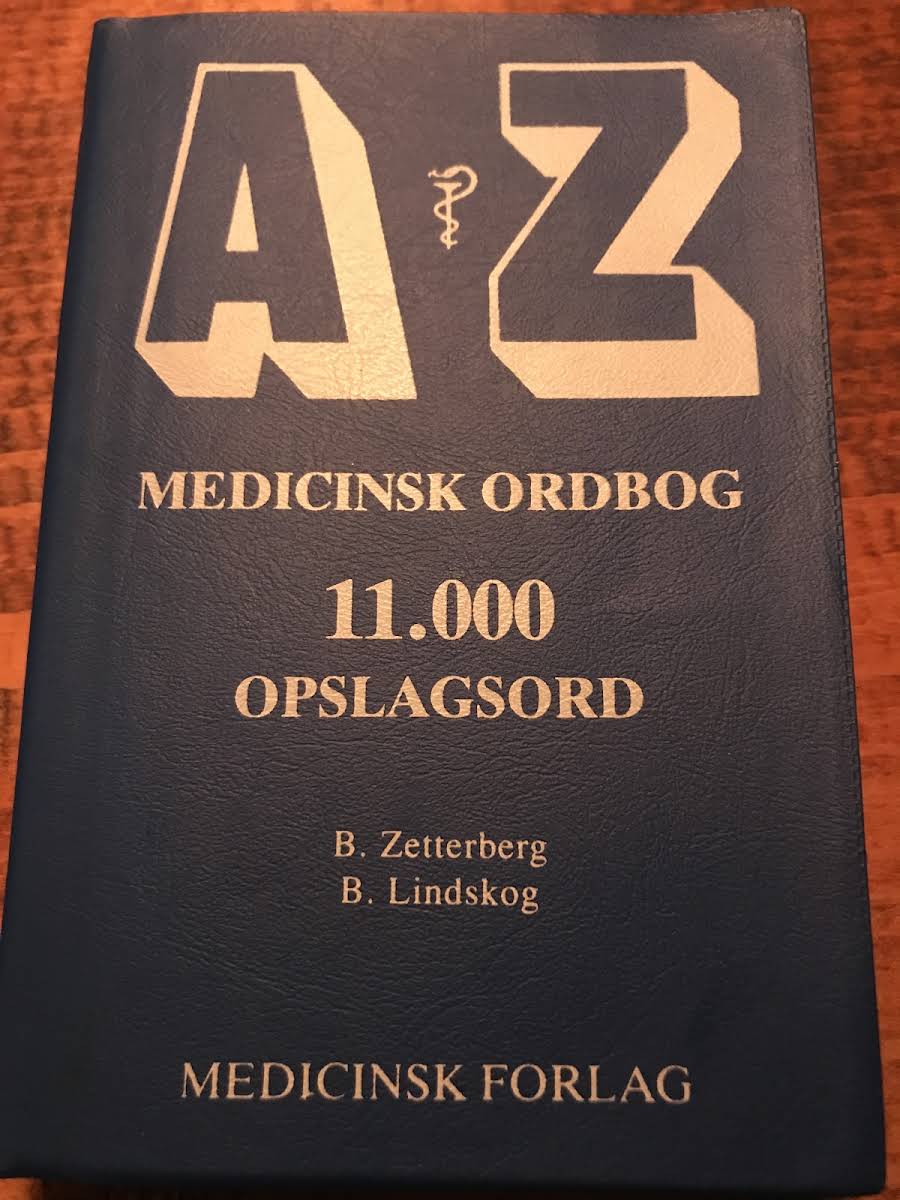 A Z
MEDICINSK ORDBOG
11.000
OPSLAGSORD
B. Zetterberg
B. Lindskog
MEDICINSK FORLAG